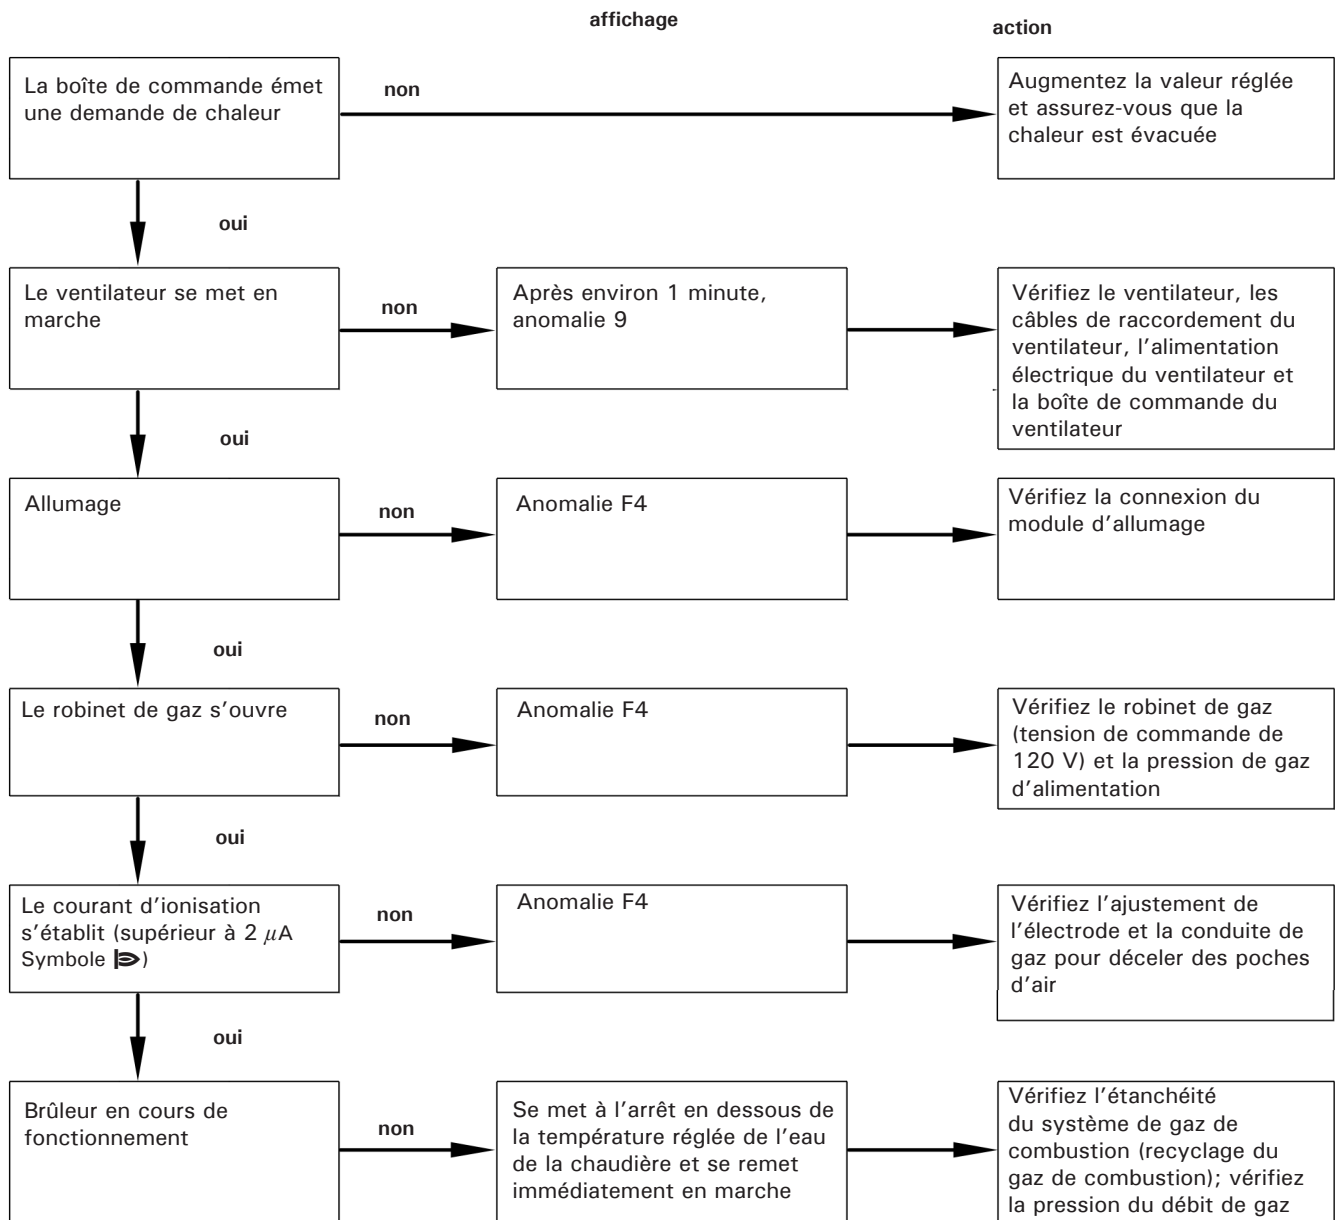 affichage
action
La boîte de commande émet
une demande de chaleur
non
Augmentez la valeur réglée
et assurez-vous que la
chaleur est évacuée
oui
Le ventilateur se met en
marche
non
Après environ 1 minute,
anomalie 9
Vérifiez le ventilateur, les
câbles de raccordement du
ventilateur, l'alimentation
électrique du ventilateur et
la boîte de commande du
ventilateur
oui
Allumage
non
Anomalie F4
Vérifiez la connexion du
module d'allumage
oui
Le robinet de gaz s'ouvre
non
Anomalie F4
Vérifiez le robinet de gaz
(tension de commande de
120 V) et la pression de gaz
d'alimentation
oui
Le courant d'ionisation
s'établit (supérieur à 2 µA
Symbole )
non
Anomalie F4
Vérifiez l'ajustement de
l'électrode et la conduite de
gaz pour déceler des poches
d'air
oui
Brûleur en cours de
fonctionnement
non
Se met à l'arrêt en dessous de
la température réglée de l'eau
de la chaudière et se remet
immédiatement en marche
Vérifiez l'étanchéité
du système de gaz de
combustion (recyclage du
gaz de combustion); vérifiez
la pression du débit de gaz